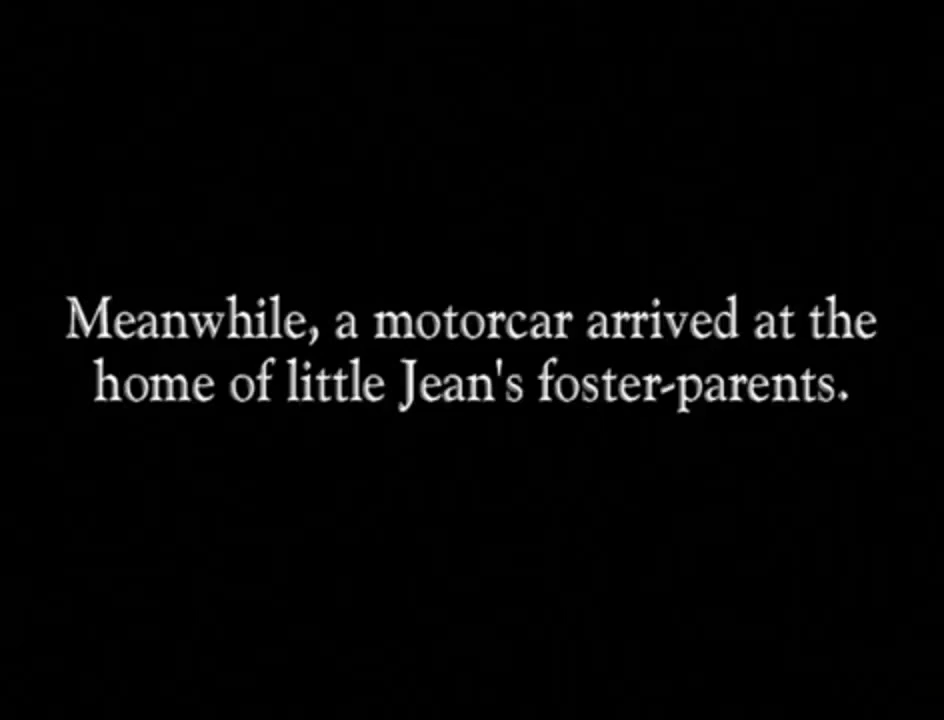 Meanwhile, a motorcar arrived at the
home of little Jean's foster-parents.